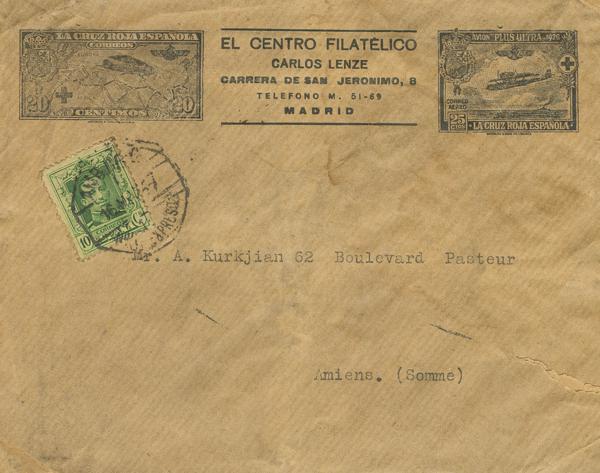 LA CRUZ ROJA ESPAÑOLA
CORREOS
20 20
CENTIMOS
EL CENTRO FILATÉLICO
CARLOS LENZE
CARRERA DE SAN JERONIMO, 8
TELEFONO M. 51-69
MADRID
AVION "PLUS ULTRA" 1926
CORREO
AEREO
25
CTS
LA CRUZ ROJA ESPAÑOLA
CORREOS
10
Mr. A. Kurkjian 62 Boulevard Pasteur
Amiens. (Somme)